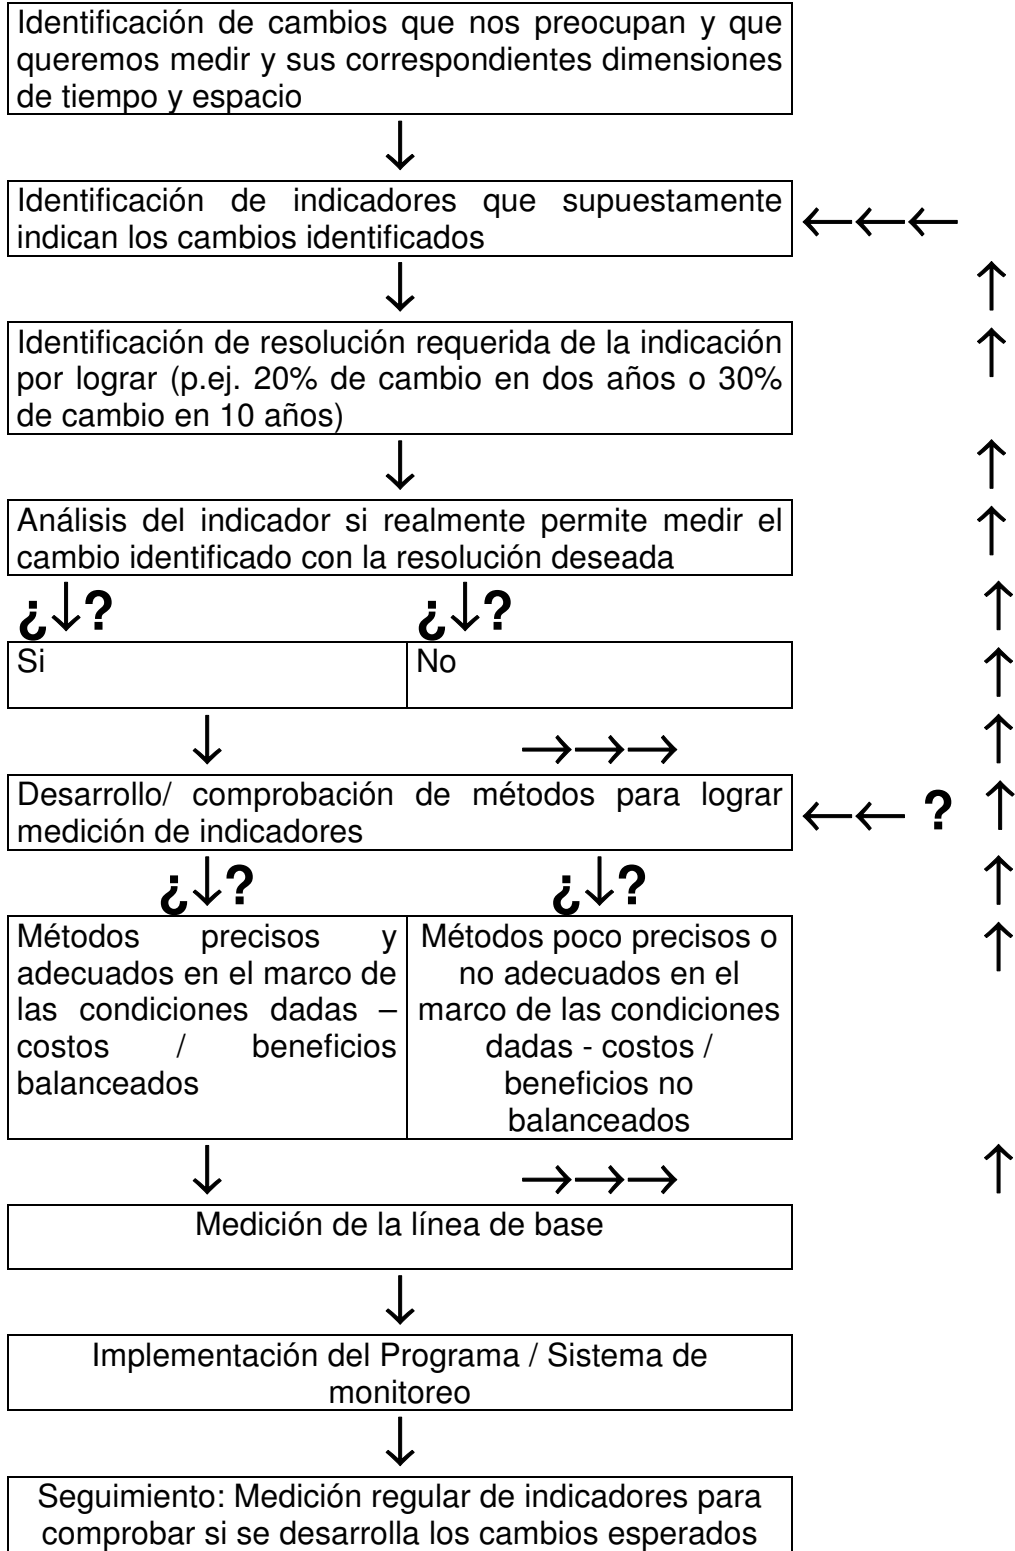 Identificación de cambios que nos preocupan y que
queremos medir y sus correspondientes dimensiones
de tiempo y espacio
↓
Identificación de indicadores que supuestamente
indican los cambios identificados
←←←
↓
↑
Identificación de resolución requerida de la indicación
por lograr (p.ej. 20% de cambio en dos años o 30%
de cambio en 10 años)
↑
↓
↑
Análisis del indicador si realmente permite medir el
cambio identificado con la resolución deseada
↑
¿↓?
¿↓?
↑
Si
No
↑
↓
→→→
↑
Desarrollo/ comprobación de métodos para lograr
medición de indicadores
←← ?
↑
¿↓?
¿↓?
↑
Métodos precisos y
adecuados en el marco de
las condiciones dadas –
costos / beneficios
balanceados
Métodos poco precisos o
no adecuados en el
marco de las condiciones
dadas - costos /
beneficios no
balanceados
↑
↓
→→→
↑
Medición de la línea de base
↓
Implementación del Programa / Sistema de
monitoreo
↓
Seguimiento: Medición regular de indicadores para
comprobar si se desarrolla los cambios esperados